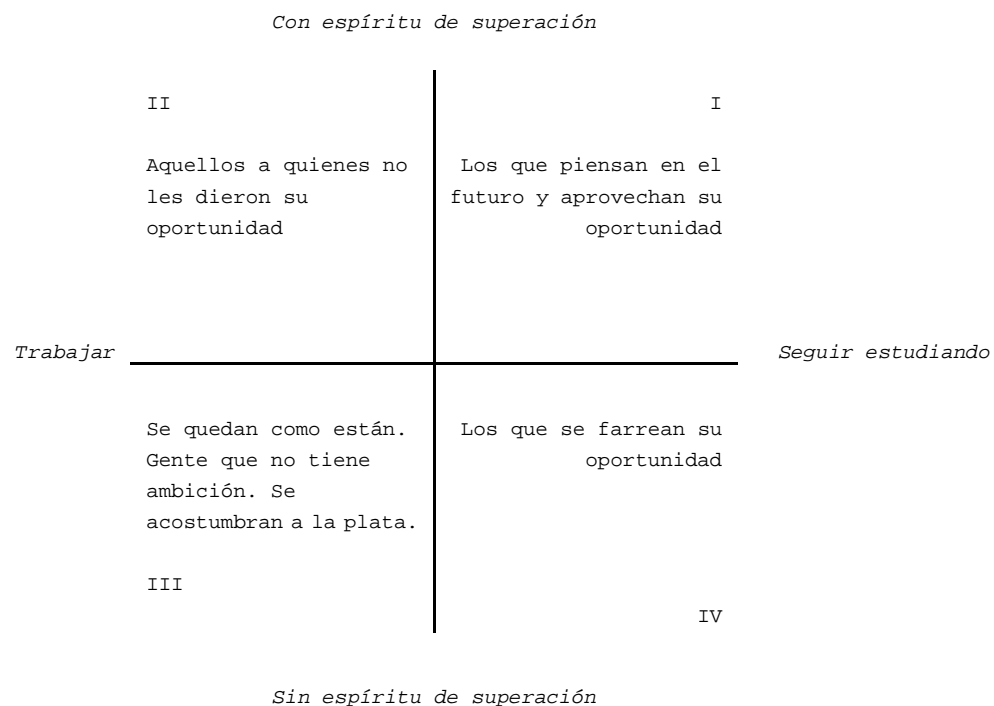 Con espíritu de superación
II
I
Aquellos a quienes no
les dieron su
oportunidad
Los que piensan en el
futuro y aprovechan su
oportunidad
Trabajar
Seguir estudiando
Se quedan como están.
Gente que no tiene
ambición. Se
acostumbran a la plata.
III
Los que se farrean su
oportunidad
IV
Sin espíritu de superación